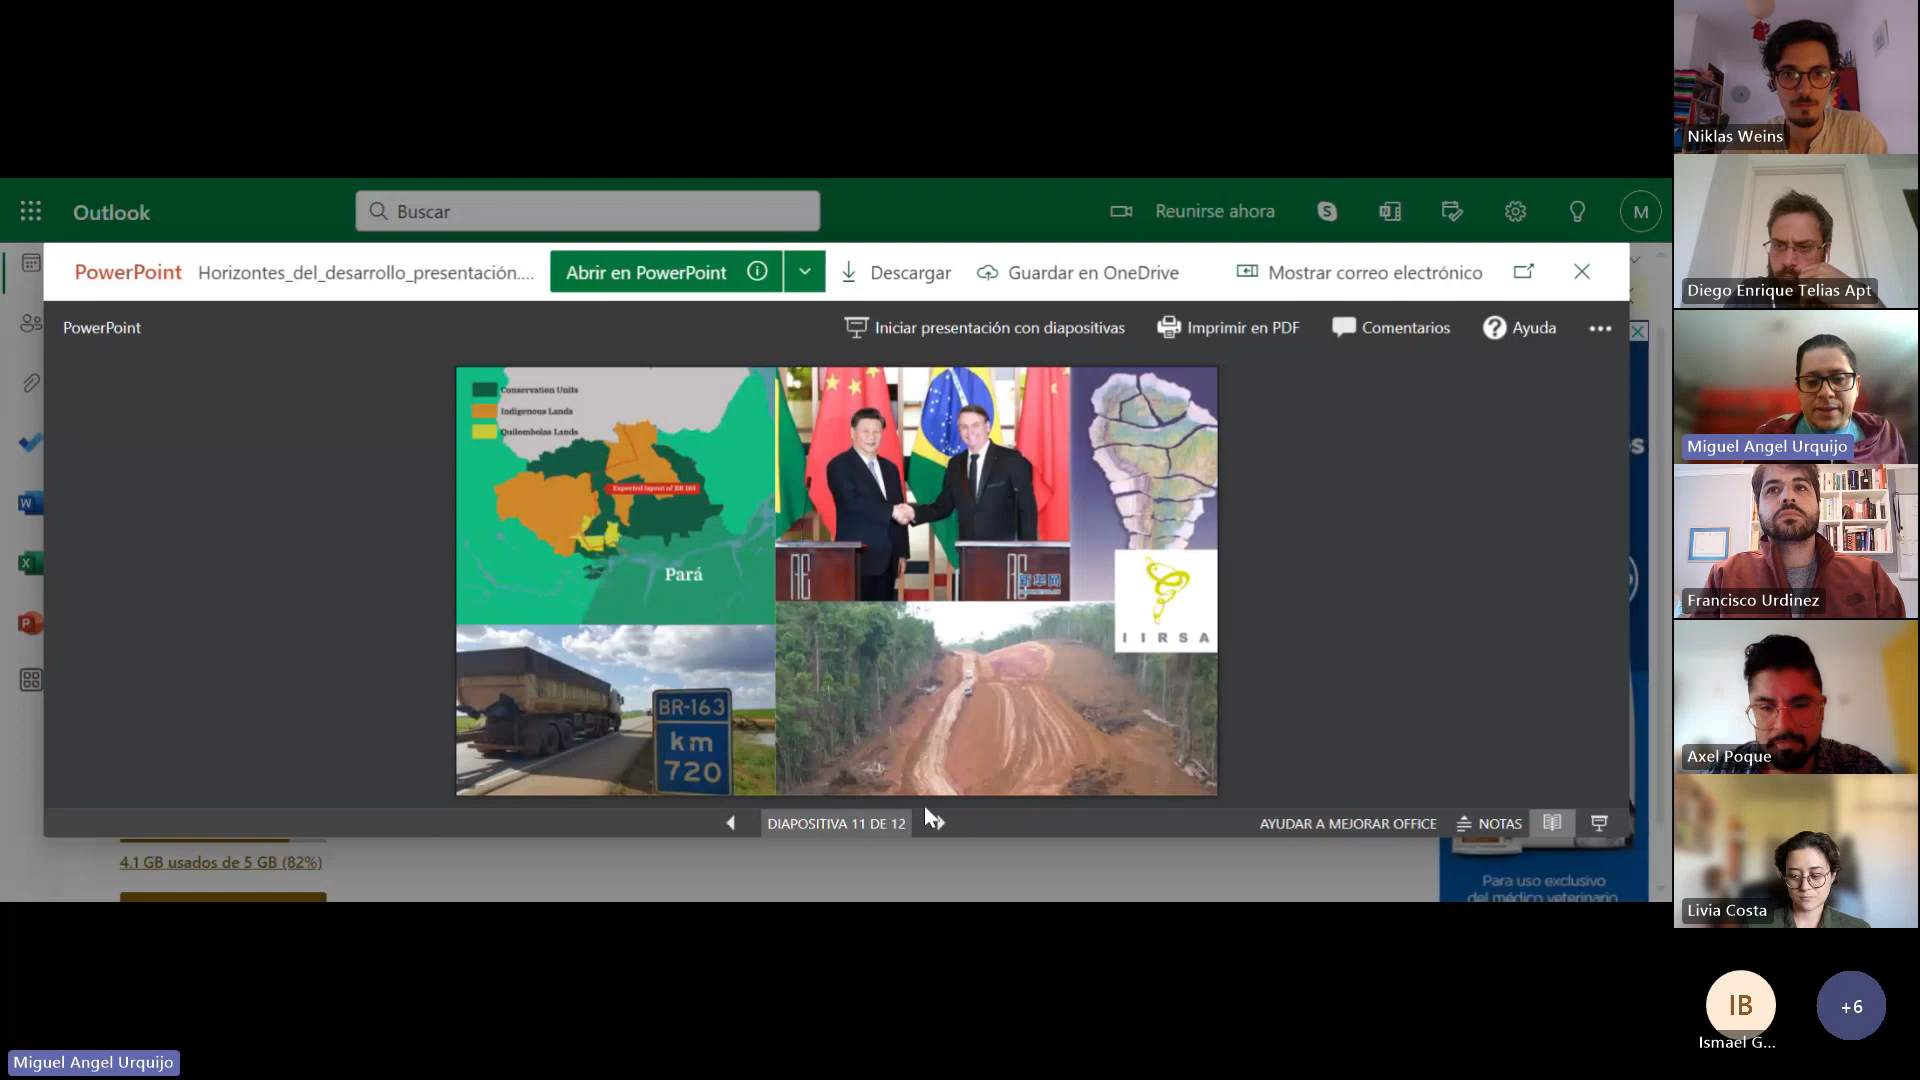 Outlook
Buscar
Reunirse ahora
M
PowerPoint
Horizontes_del_desarrollo_presentación....
Abrir en PowerPoint
Descargar
Guardar en OneDrive
Mostrar correo electrónico
PowerPoint
Iniciar presentación con diapositivas
Imprimir en PDF
Comentarios
Ayuda
Conservation Units
Indigenous Lands
Quilombolas Lands
Expected layout of BR 163
Pará
新华网
IIRSA
BR-163
km
720
DIAPOSITIVA 11 DE 12
AYUDAR A MEJORAR OFFICE
NOTAS
4.1 GB usados de 5 GB (82%)
Para uso exclusivo
del médico veterinario
Miguel Angel Urquijo
Niklas Weins
Diego Enrique Telias Apt
Miguel Angel Urquijo
Francisco Urdinez
Axel Poque
Livia Costa
IB
Ismael G...
+6